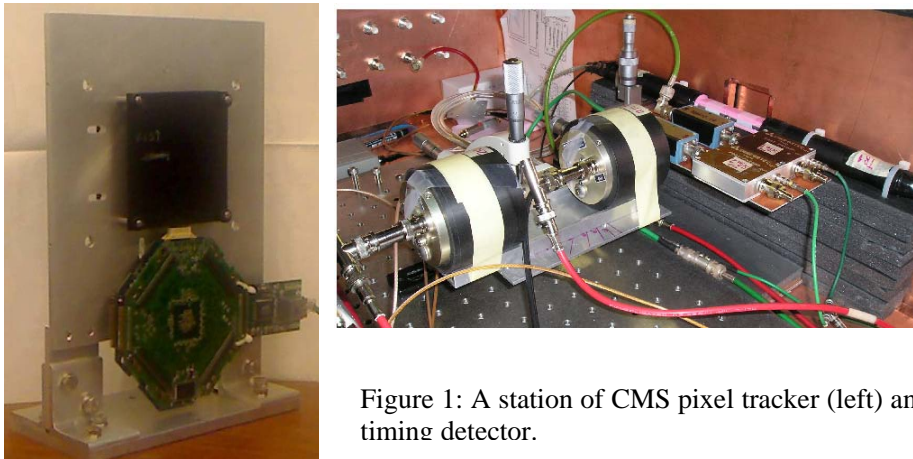 Figure 1: A station of CMS pixel tracker (left) an
timing detector.